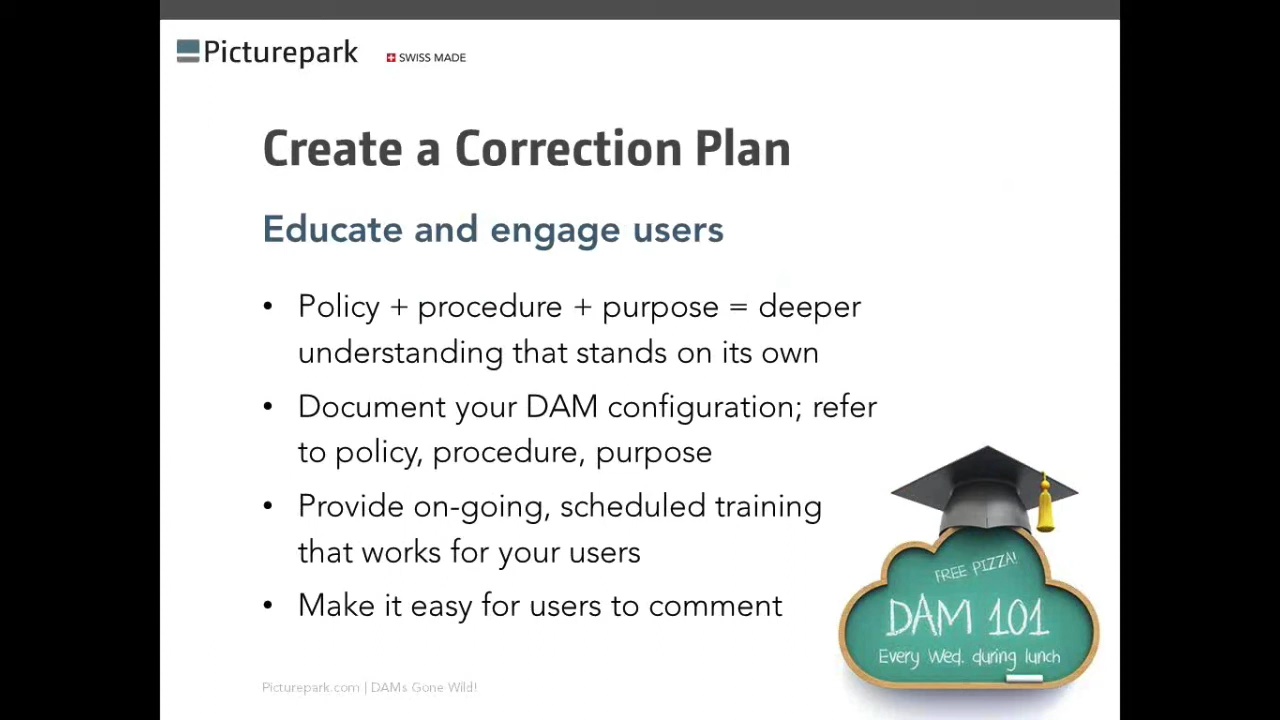 Picturepark
SWISS MADE
Create a Correction Plan
Educate and engage users
• Policy + procedure + purpose = deeper
understanding that stands on its own
• Document your DAM configuration; refer
to policy, procedure, purpose
• Provide on-going, scheduled training
that works for your users
• Make it easy for users to comment
FREE PIZZA!
DAM 101
Every Wed. during lunch
Picturepark.com | DAMs Gone Wild!